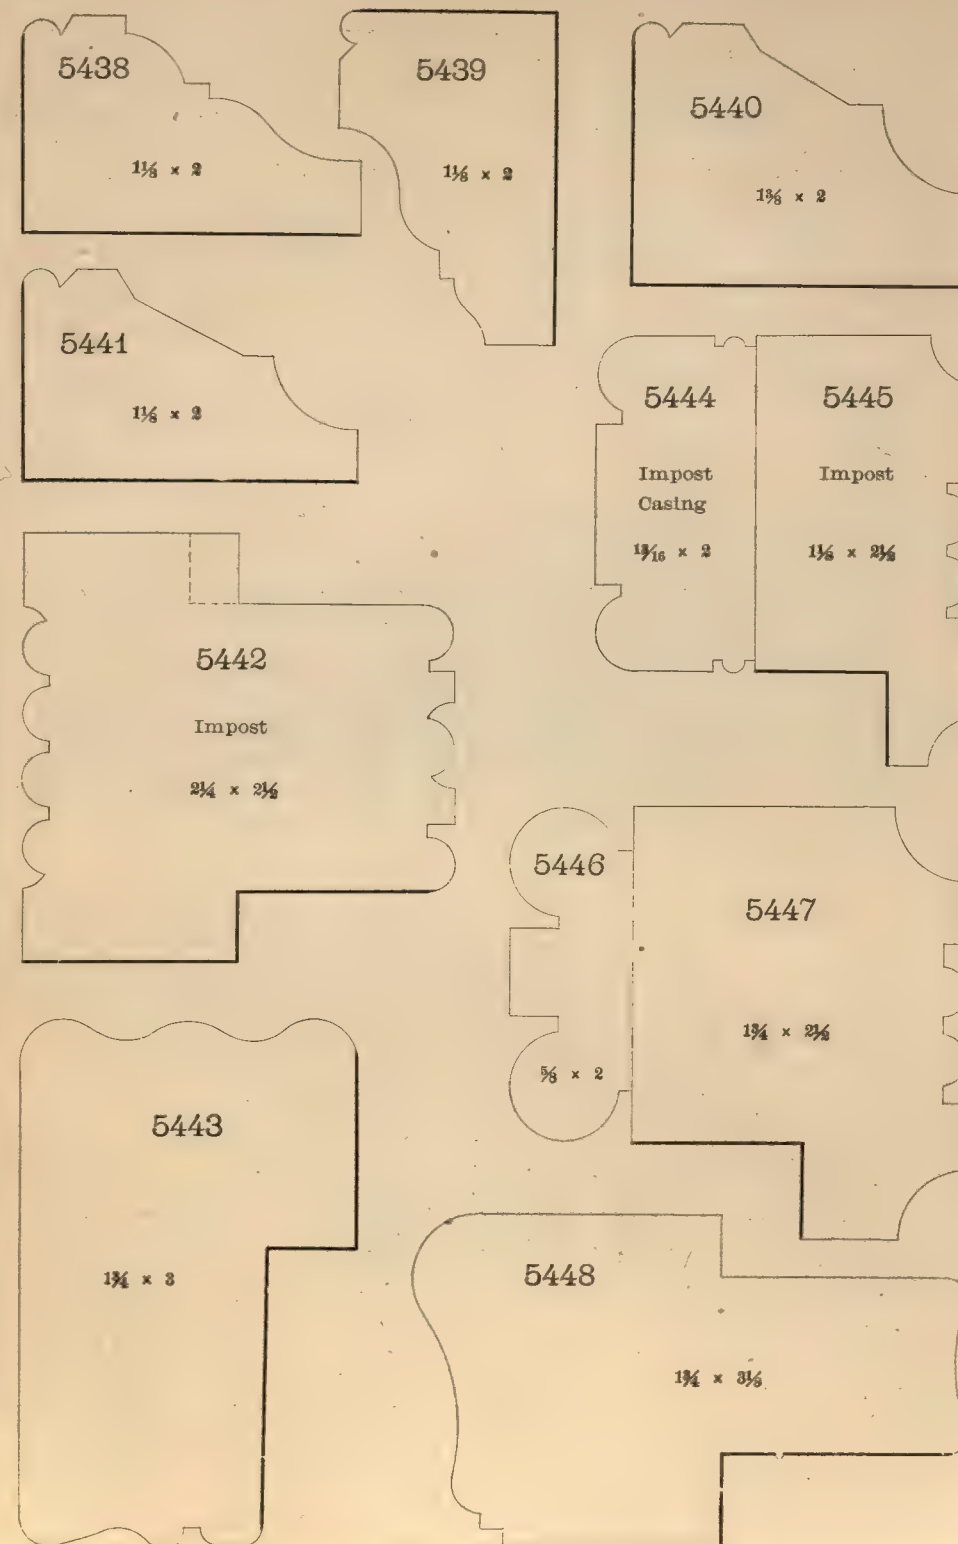 5438
1⅛ × 2
5439
1⅛ × 2
5440
1⅜ × 2
5441
1⅛ × 2
5444
Impost
Casing
1³⁄₁₆ × 2
5445
Impost
1⅛ × 2½
5442
Impost
2¼ × 2½
5446
⅝ × 2
5447
1¾ × 2½
5443
1¾ × 3
5448
1¾ × 3⅛